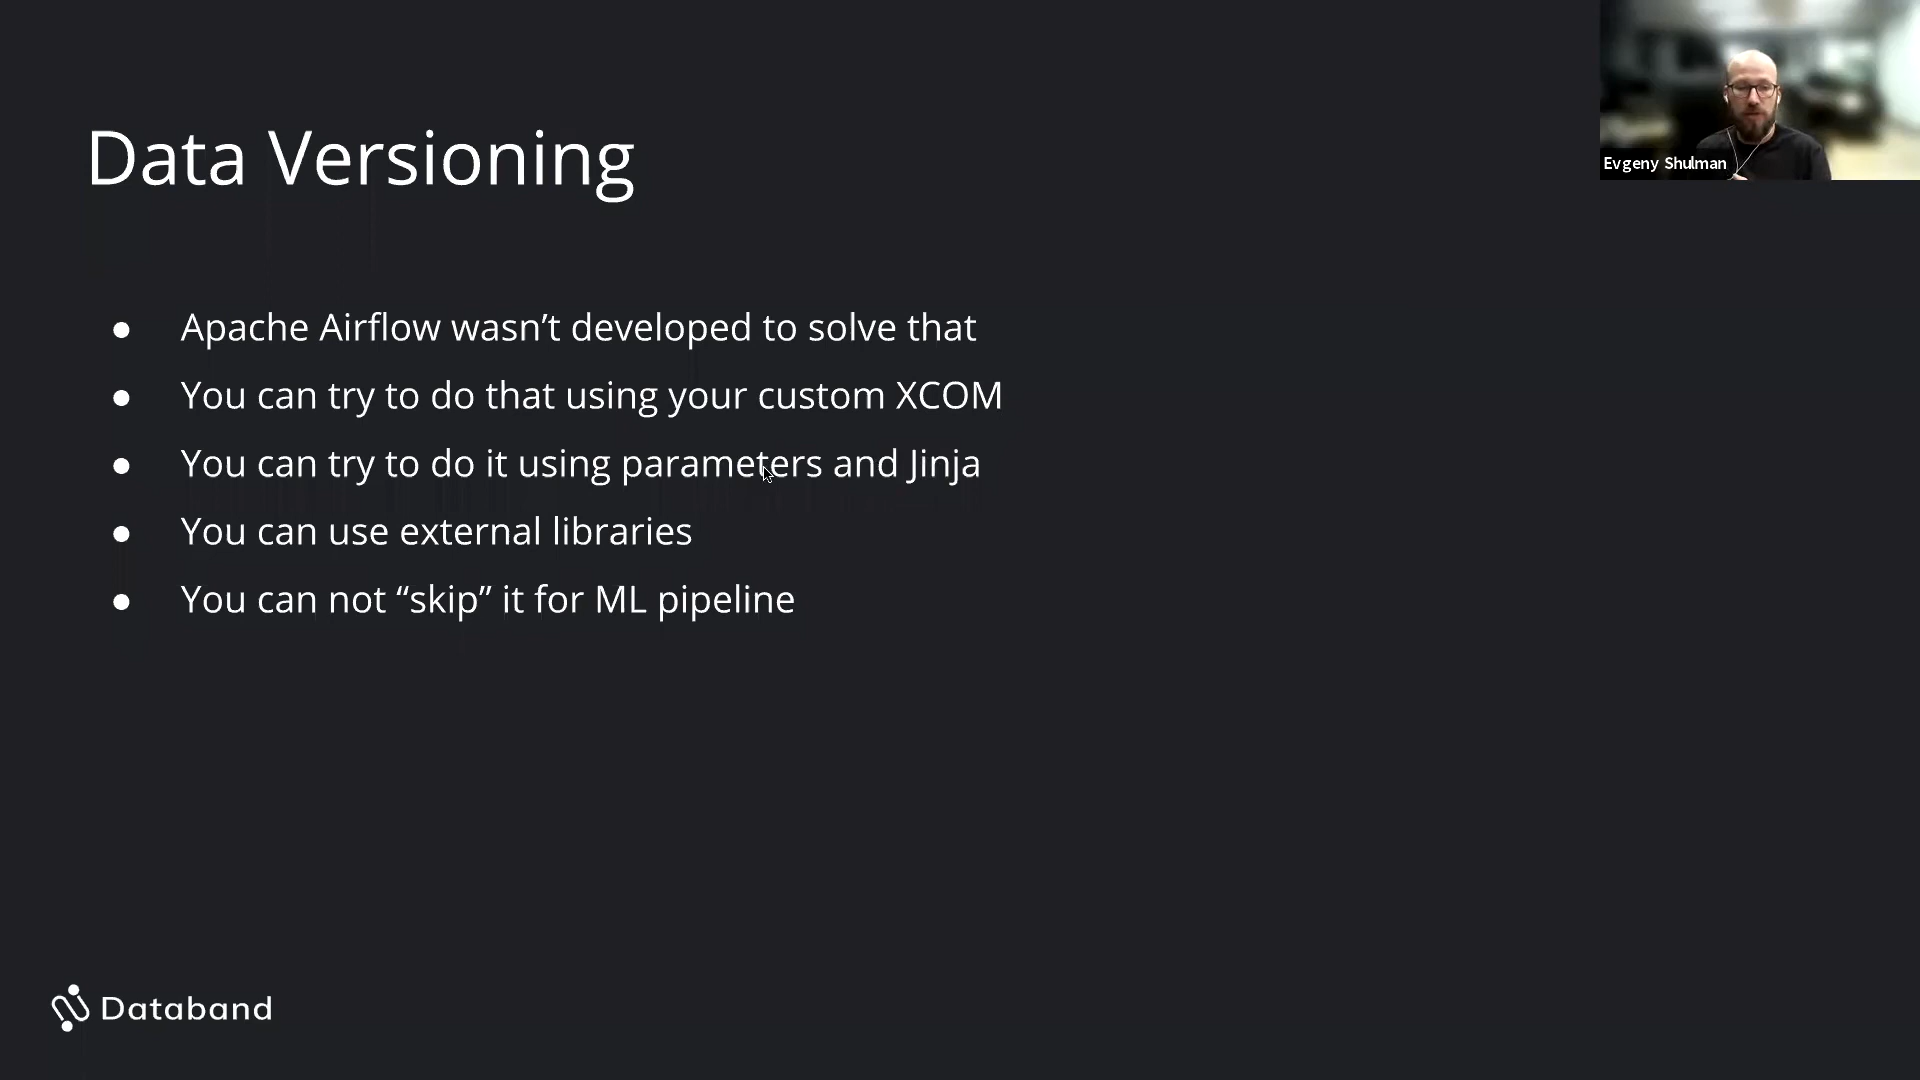 Data Versioning
Evgeny Shulman
● Apache Airflow wasn’t developed to solve that
● You can try to do that using your custom XCOM
● You can try to do it using parameters and Jinja
● You can use external libraries
● You can not “skip” it for ML pipeline
Databand